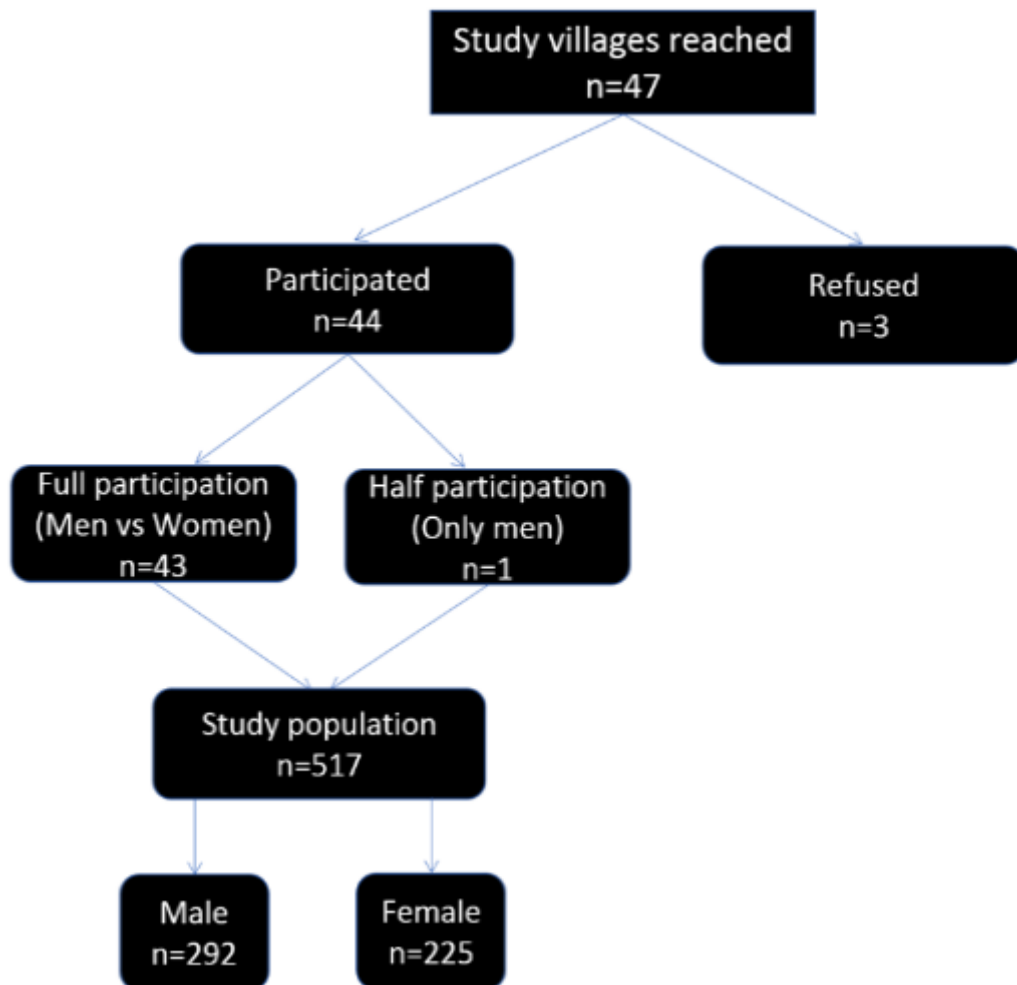 Study villages reached
n=47
Participated
n=44
Refused
n=3
Full participation
(Men vs Women)
n=43
Half participation
(Only men)
n=1
Study population
n=517
Male
n=292
Female
n=225